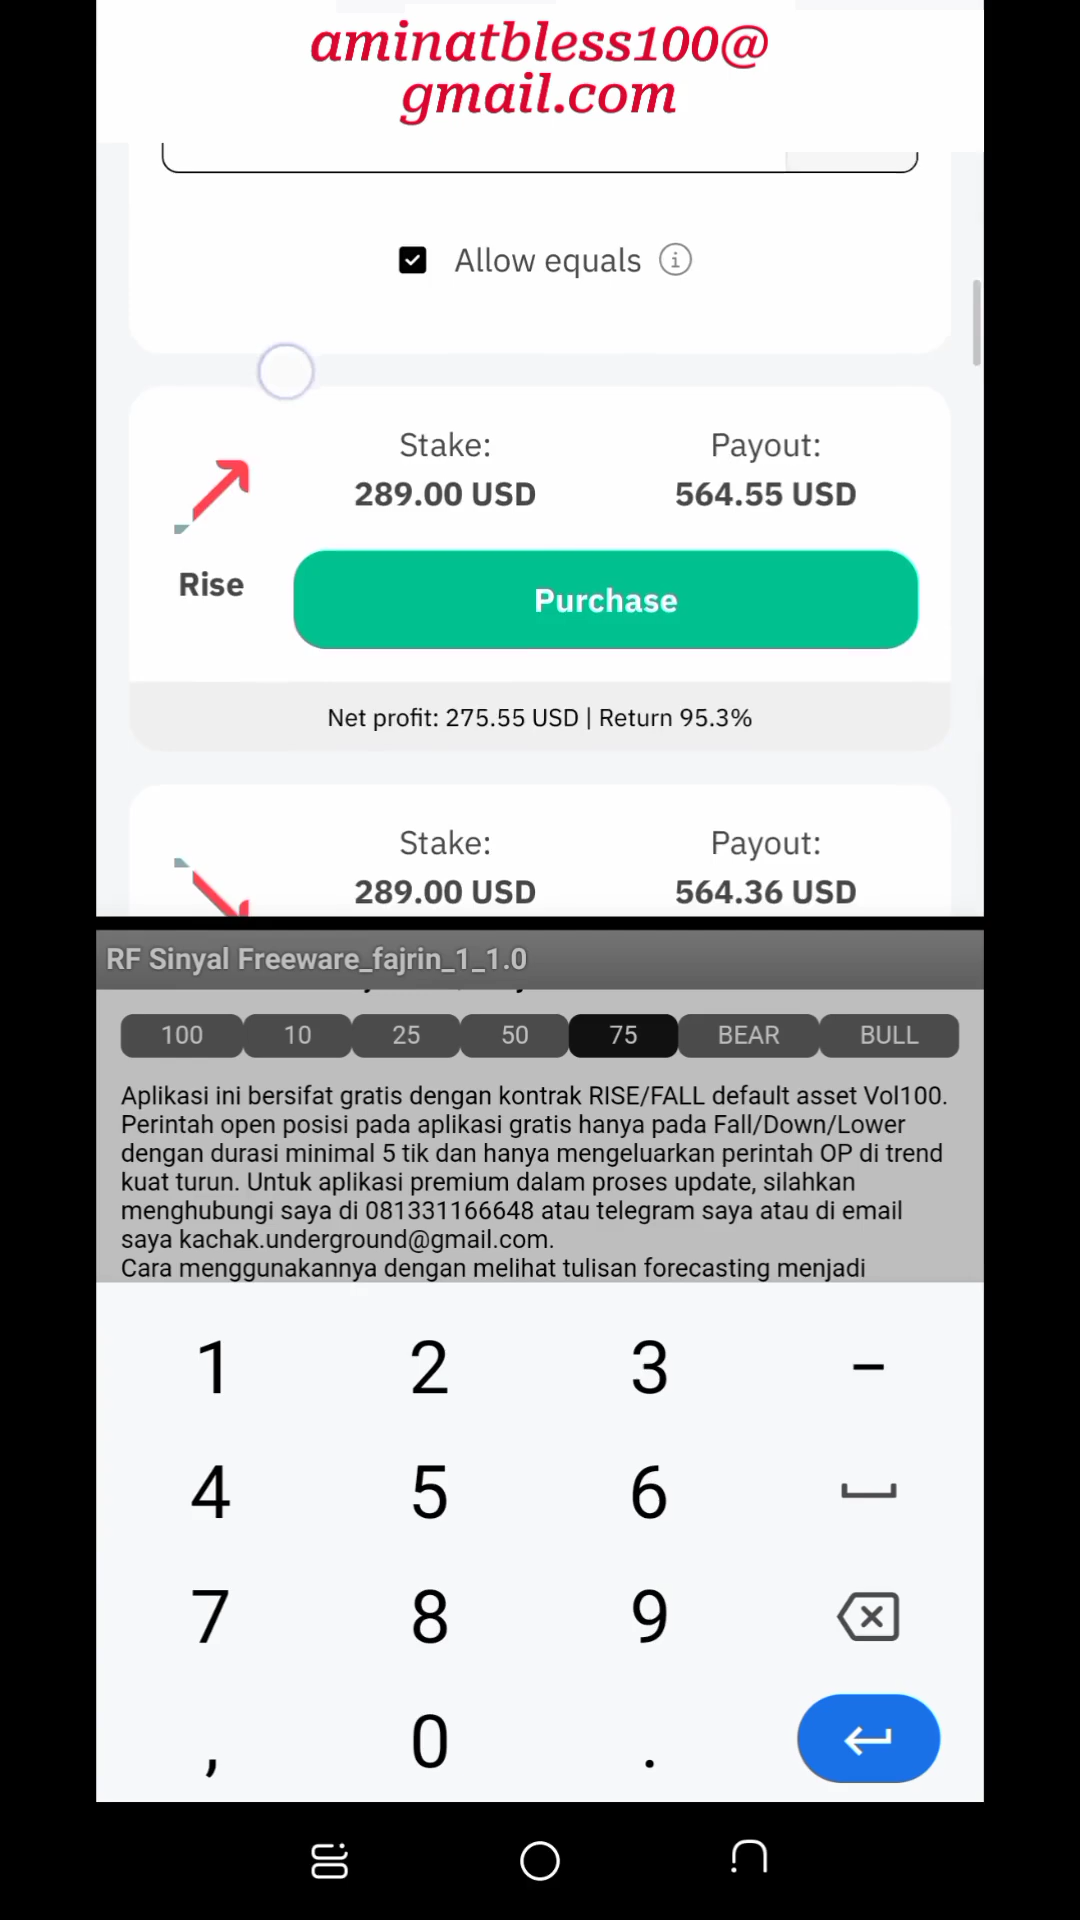 aminatbless100@
gmail.com
Allow equals
Stake: Payout:
289.00 USD 564.55 USD
Rise
Purchase
Net profit: 275.55 USD | Return 95.3%
Stake: Payout:
289.00 USD 564.36 USD
RF Sinyal Freeware_fajrin_1_1.0
100 10 25 50 75 BEAR BULL
Aplikasi ini bersifat gratis dengan kontrak RISE/FALL default asset Vol100.
Perintah open posisi pada aplikasi gratis hanya pada Fall/Down/Lower
dengan durasi minimal 5 tik dan hanya mengeluarkan perintah OP di trend
kuat turun. Untuk aplikasi premium dalam proses update, silahkan
menghubungi saya di 081331166648 atau telegram saya atau di email
saya kachak.underground@gmail.com.
Cara menggunakannya dengan melihat tulisan forecasting menjadi
1 2 3 –
4 5 6
7 8 9
, 0 .